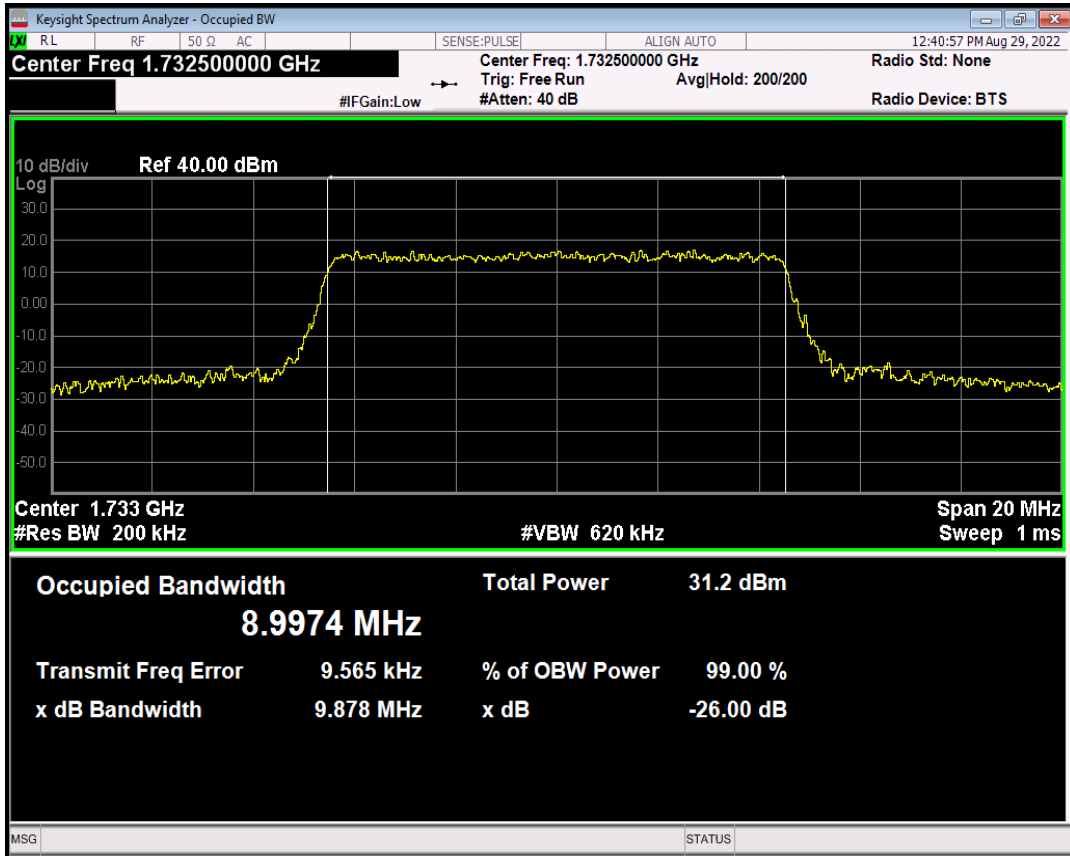 Keysight Spectrum Analyzer - Occupied BW
LXI RL RF 50 Ω AC SENSE:PULSE ALIGN AUTO 12:40:57 PM Aug 29, 2022
Center Freq 1.732500000 GHz Center Freq: 1.732500000 GHz Radio Std: None
Trig: Free Run Avg|Hold: 200/200
#IFGain:Low #Atten: 40 dB Radio Device: BTS
10 dB/div Ref 40.00 dBm
Log
30.0
20.0
10.0
0.00
-10.0
-20.0
-30.0
-40.0
-50.0
Center 1.733 GHz Span 20 MHz
#Res BW 200 kHz #VBW 620 kHz Sweep 1 ms
Occupied Bandwidth Total Power 31.2 dBm
8.9974 MHz
Transmit Freq Error 9.565 kHz % of OBW Power 99.00 %
x dB Bandwidth 9.878 MHz x dB -26.00 dB
MSG STATUS